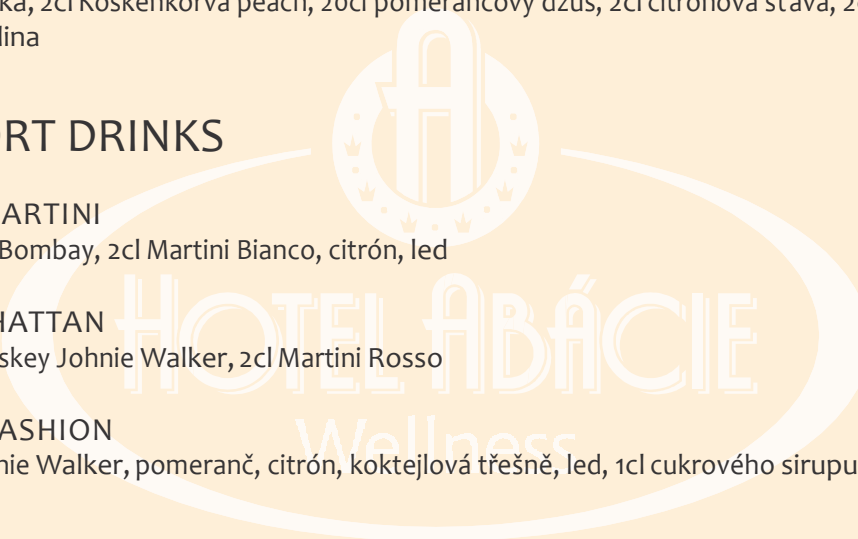 ka, 2cl Koskenkorva peach, 20cl pomerančový džus, 2cl citrónová šťáva,
lina
RT DRINKS
ARTINI
Bombay, 2cl Martini Bianco, citrón, led
HATTAN
skey Johnie Walker, 2cl Martini Rosso
ASHION
nie Walker, pomeranč, citrón, koktejlová třešně, led, 1cl cukrového sirupu
A
HOTEL ABÁCIE
Wellness